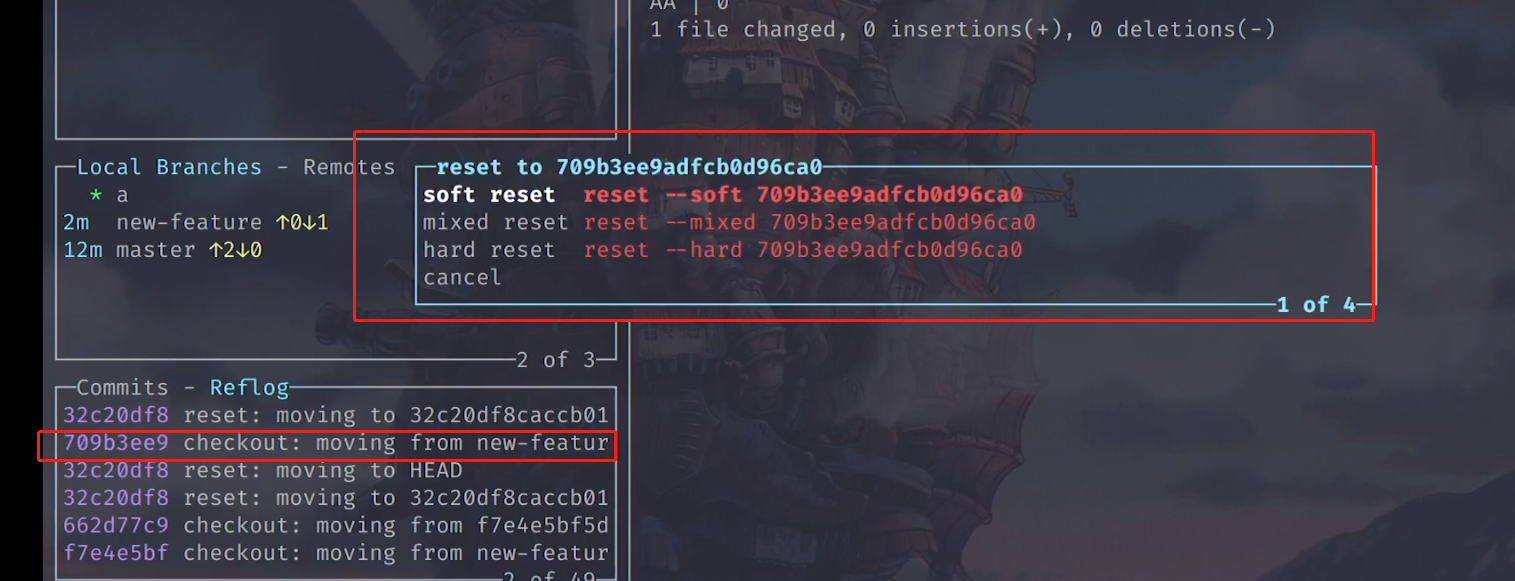 AA | 0
1 file changed, 0 insertions(+), 0 deletions(-)
Local Branches - Remotes
* a
2m new-feature ↑0↓1
12m master ↑2↓0
2 of 3
reset to 709b3ee9adfcb0d96ca0
soft reset reset --soft 709b3ee9adfcb0d96ca0
mixed reset reset --mixed 709b3ee9adfcb0d96ca0
hard reset reset --hard 709b3ee9adfcb0d96ca0
cancel
1 of 4
Commits - Reflog
32c20df8 reset: moving to 32c20df8caccb01
709b3ee9 checkout: moving from new-featur
32c20df8 reset: moving to HEAD
32c20df8 reset: moving to 32c20df8caccb01
662d77c9 checkout: moving from f7e4e5bf5d
f7e4e5bf checkout: moving from new-featur
2 of 49